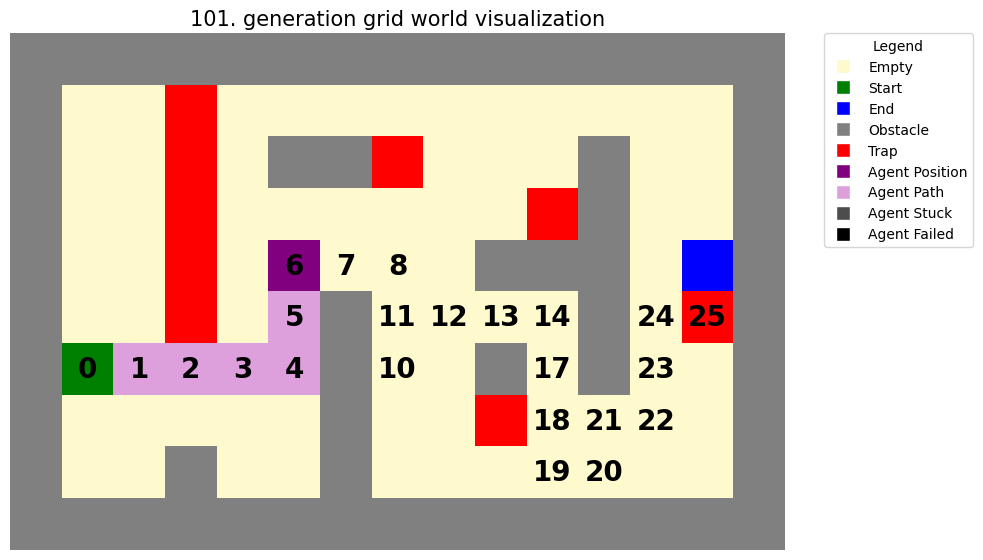 101. generation grid world visualization
Legend
Empty
Start
End
Obstacle
Trap
Agent Position
Agent Path
Agent Stuck
Agent Failed
6 7 8
5 11 12 13 14 24 25
0 1 2 3 4 10 17 23
18 21 22
19 20